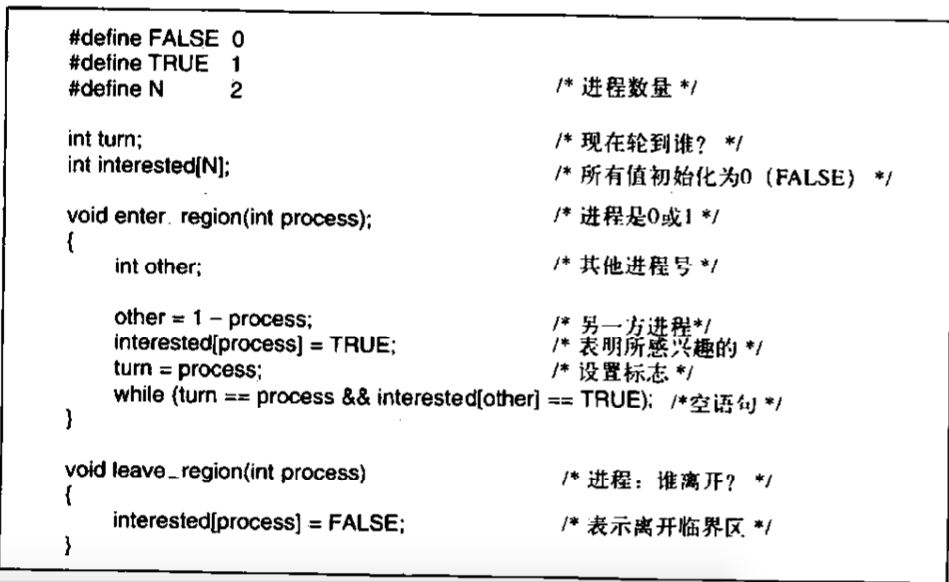 #define FALSE 0
#define TRUE 1
#define N 2 /* 进程数量 */
int turn; /* 现在轮到谁？ */
int interested[N]; /* 所有值初始化为0（FALSE） */
void enter_region(int process); /* 进程是0或1 */
{
int other; /* 其他进程号 */
other = 1 – process; /* 另一方进程*/
interested[process] = TRUE; /* 表明所感兴趣的 */
turn = process; /* 设置标志 */
while (turn == process && interested[other] == TRUE); /*空语句 */
}
void leave_region(int process) /* 进程：谁离开？ */
{
interested[process] = FALSE; /* 表示离开临界区 */
}